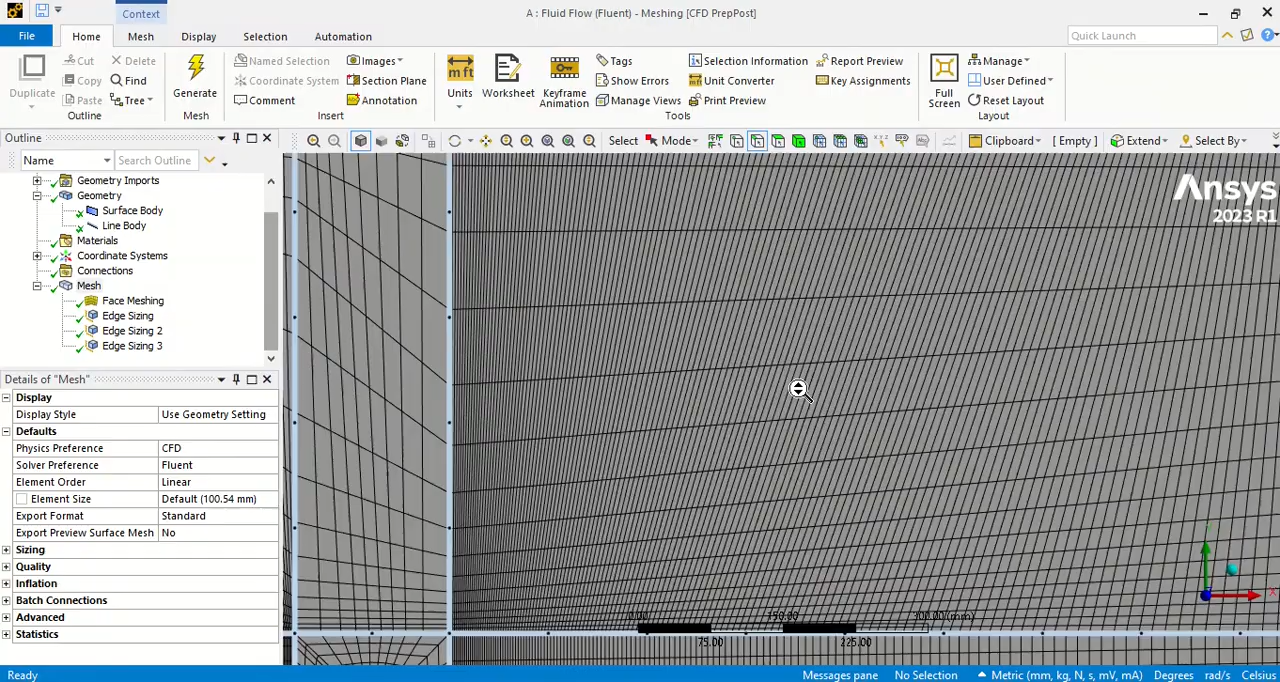 Context
A : Fluid Flow (Fluent) - Meshing [CFD PrepPost]
File Home Mesh Display Selection Automation
Quick Launch
Duplicate
Cut
Copy
Paste
Delete
Find
Tree
Outline
Generate
Mesh
Named Selection
Coordinate System
Comment
Images
Section Plane
Annotation
Insert
Units
Worksheet
Keyframe
Animation
Tags
Show Errors
Manage Views
Selection Information
Unit Converter
Print Preview
Report Preview
Key Assignments
Tools
Full
Screen
Manage
User Defined
Reset Layout
Layout
Outline
Name
Search Outline
Select Mode Clipboard [ Empty ] Extend Select By
Geometry Imports
Geometry
Surface Body
Line Body
Materials
Coordinate Systems
Connections
Mesh
Face Meshing
Edge Sizing
Edge Sizing 2
Edge Sizing 3
Details of "Mesh"
Display
Display Style Use Geometry Setting
Defaults
Physics Preference CFD
Solver Preference Fluent
Element Order Linear
Element Size Default (100.54 mm)
Export Format Standard
Export Preview Surface Mesh No
Sizing
Quality
Inflation
Batch Connections
Advanced
Statistics
Ansys
2023 R1
75.00 225.00
X
Ready
Messages pane No Selection Metric (mm, kg, N, s, mV, mA) Degrees rad/s Celsius